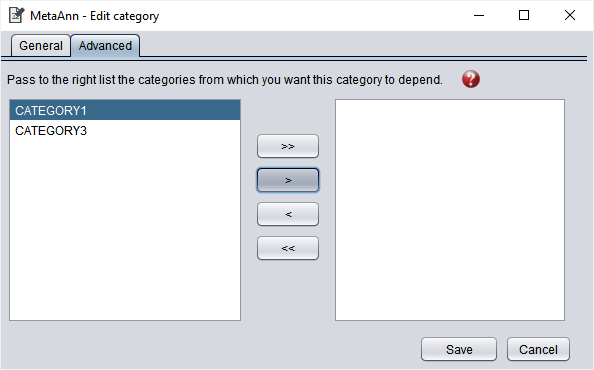 MetaAnn - Edit category
General Advanced
Pass to the right list the categories from which you want this category to depend. ?
CATEGORY1
CATEGORY3
>>
>
<
<<
Save Cancel